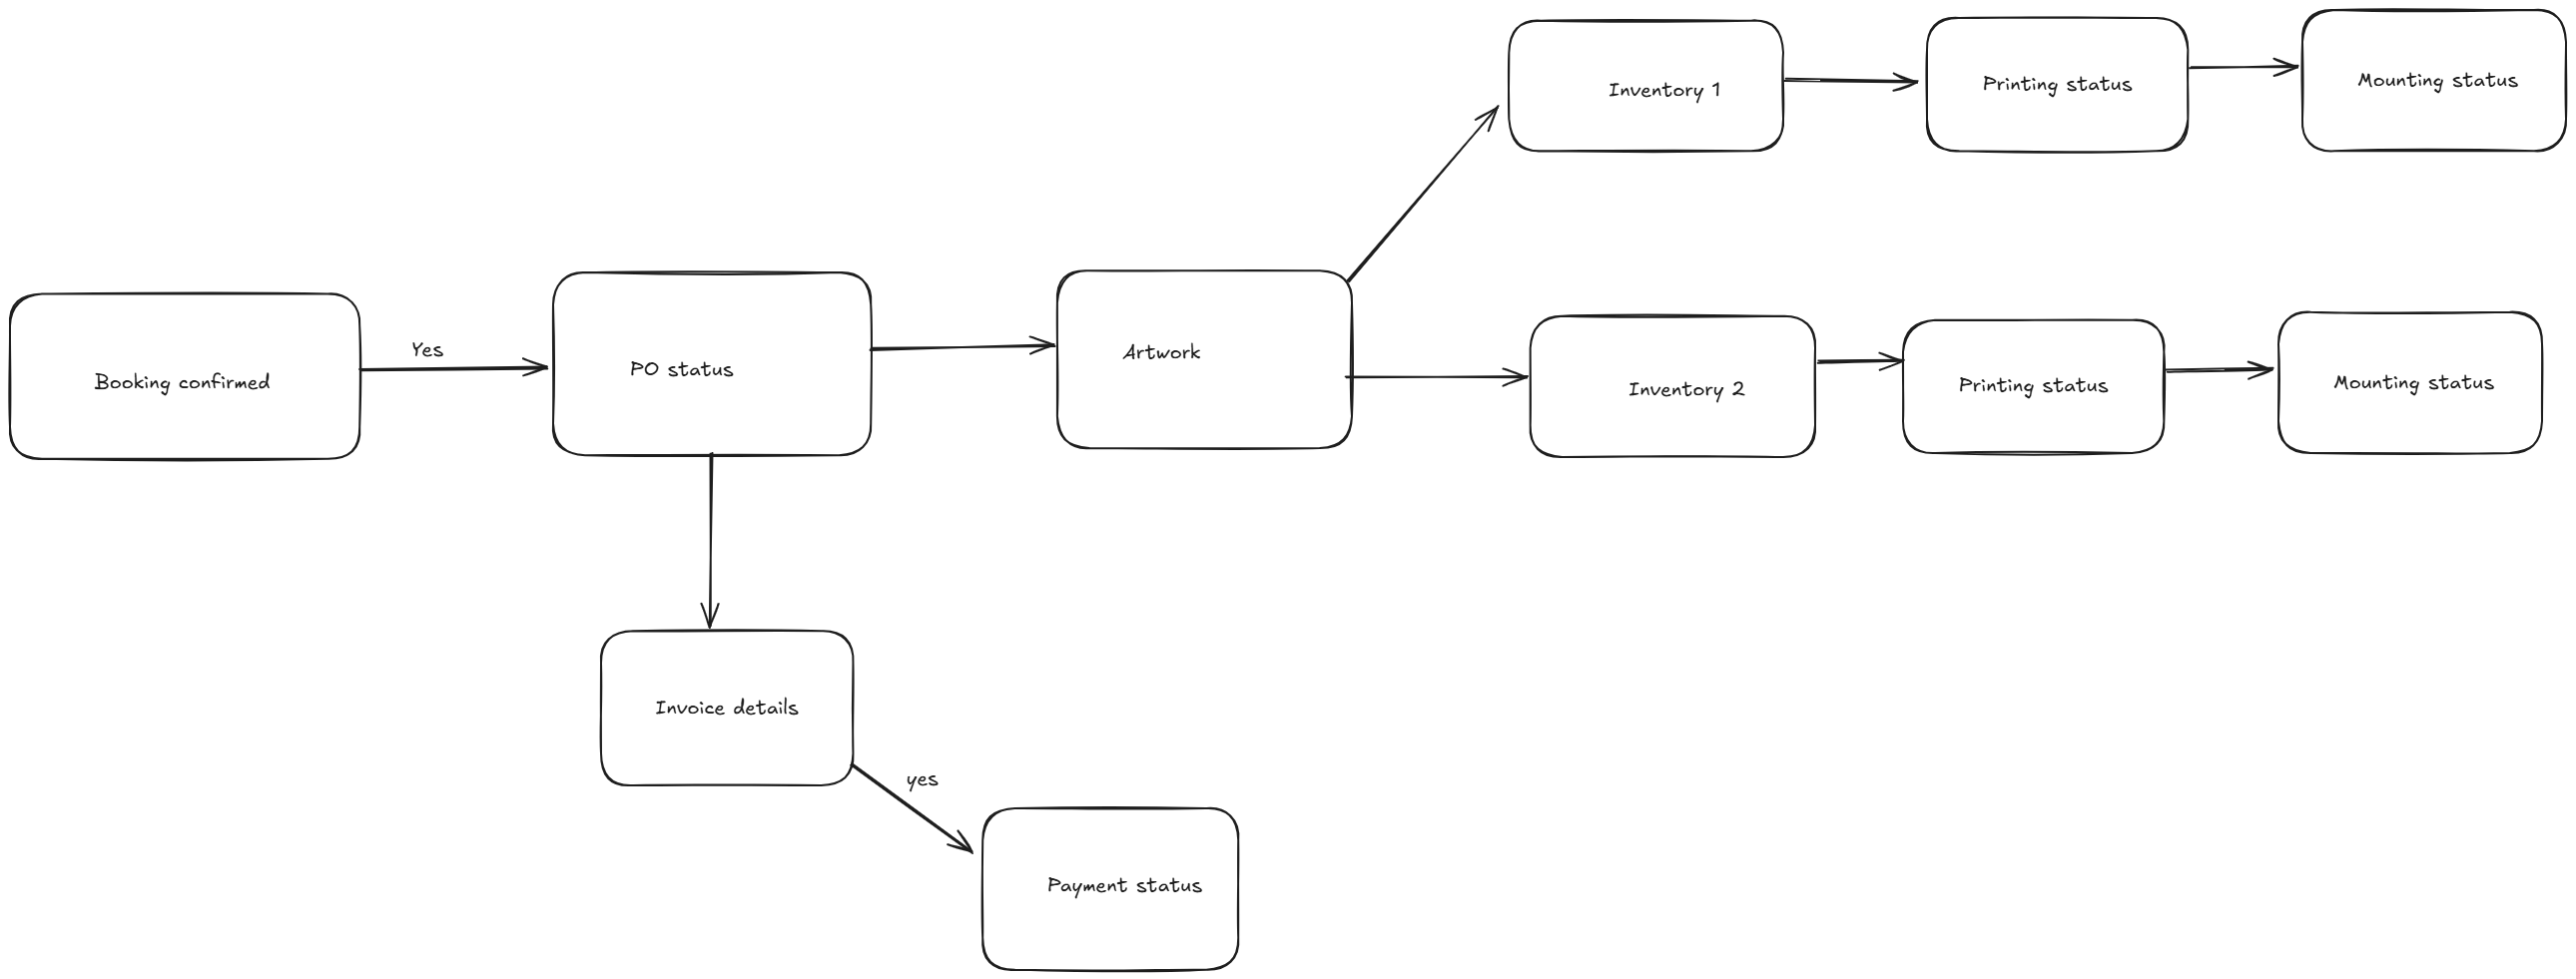 Inventory 1
Printing status
Mounting status
Yes
Booking confirmed
PO status
Artwork
Inventory 2
Printing status
Mounting status
Invoice details
yes
Payment status